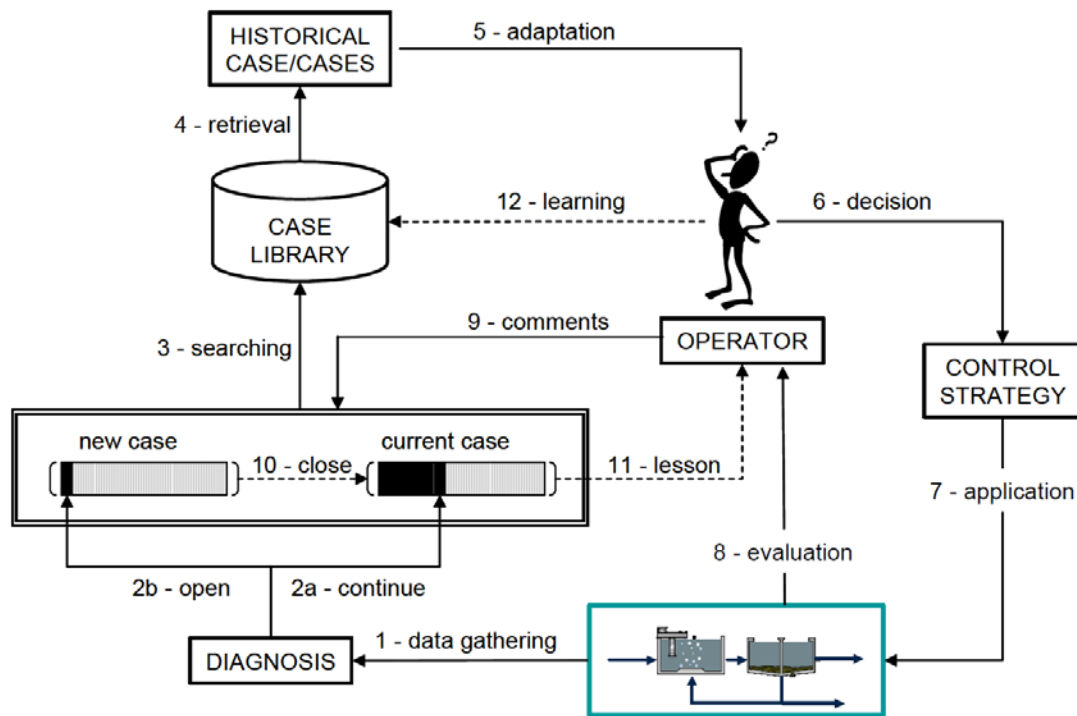 HISTORICAL
CASE/CASES
5 - adaptation
4 - retrieval
?
12 - learning
6 - decision
CASE
LIBRARY
9 - comments
OPERATOR
3 - searching
CONTROL
STRATEGY
new case
current case
10 - close
11 - lesson
7 - application
8 - evaluation
2b - open
2a - continue
1 - data gathering
DIAGNOSIS